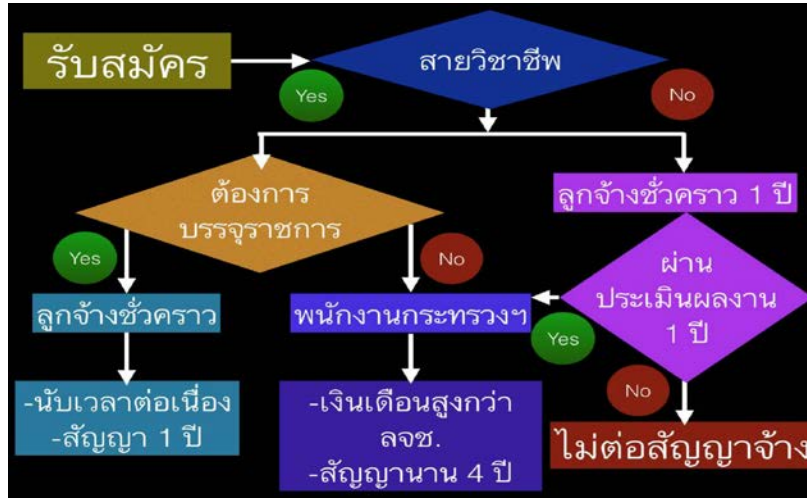 รับสมัคร
สายวิชาชีพ
Yes
No
ต้องการ
บรรจุราชการ
ลูกจ้างชั่วคราว 1 ปี
Yes
No
ผ่าน
ประเมินผลงาน
1 ปี
ลูกจ้างชั่วคราว
พนักงานกระทรวงฯ
Yes
No
-นับเวลาต่อเนื่อง
-สัญญา 1 ปี
-เงินเดือนสูงกว่า
ลจช.
-สัญญานาน 4 ปี
ไม่ต่อสัญญาจ้าง